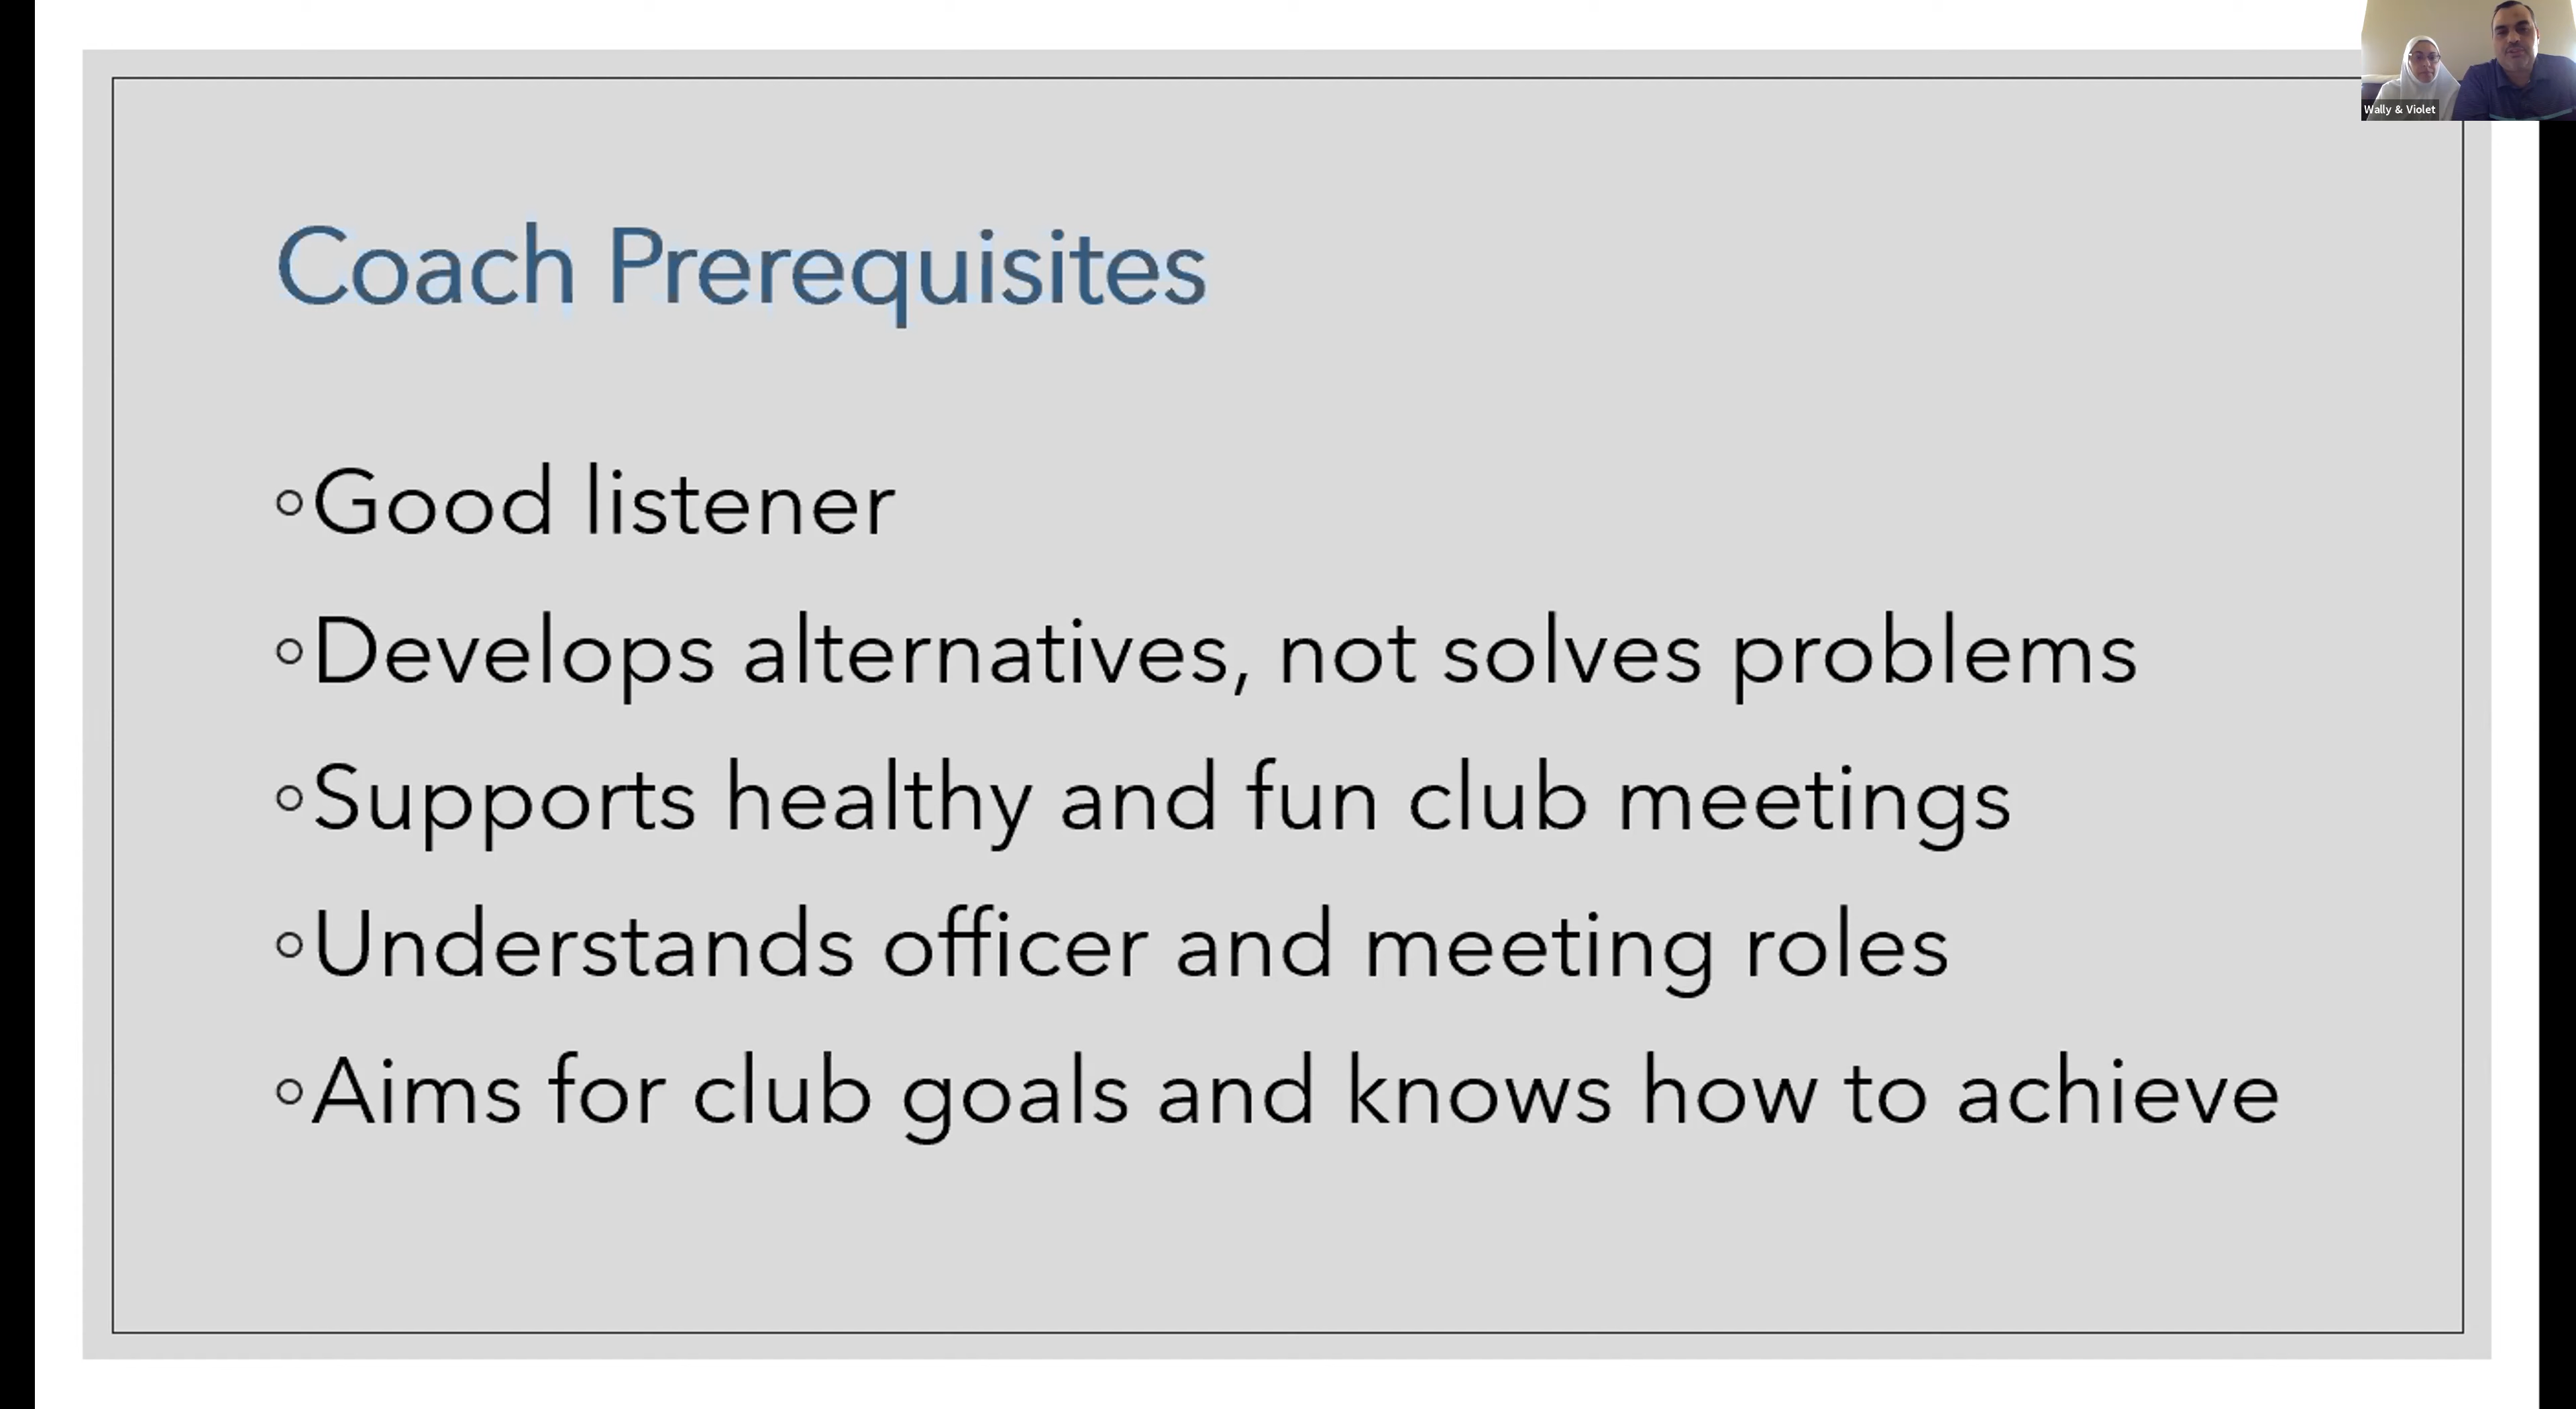 Wally & Violet
Coach Prerequisites
◦Good listener
◦Develops alternatives, not solves problems
◦Supports healthy and fun club meetings
◦Understands officer and meeting roles
◦Aims for club goals and knows how to achieve